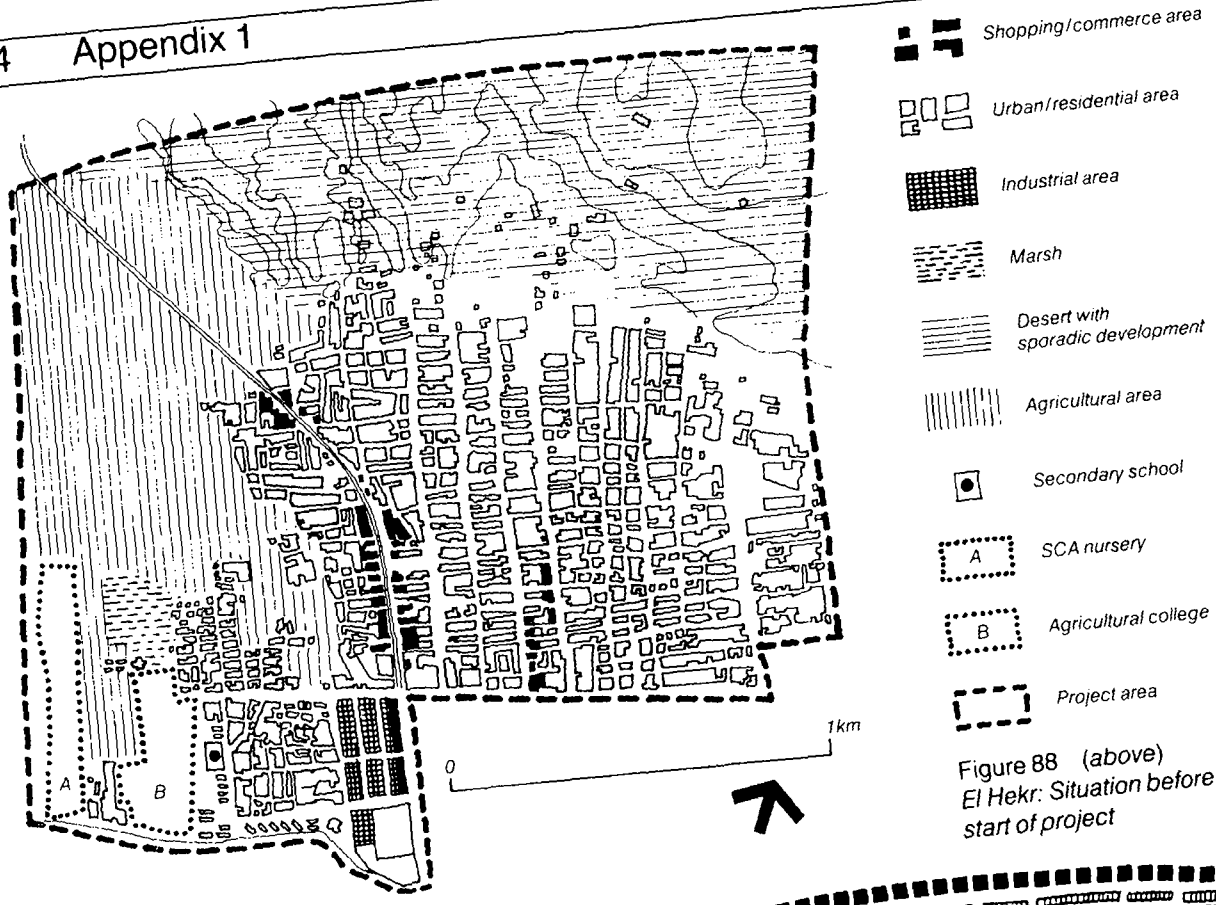 4 Appendix 1
Shopping/commerce area
Urban/residential area
Industrial area
Marsh
Desert with
sporadic development
Agricultural area
Secondary school
A
SCA nursery
B
Agricultural college
Project area
A
B
0
1km
Figure 88 (above)
El Hekr: Situation before
start of project